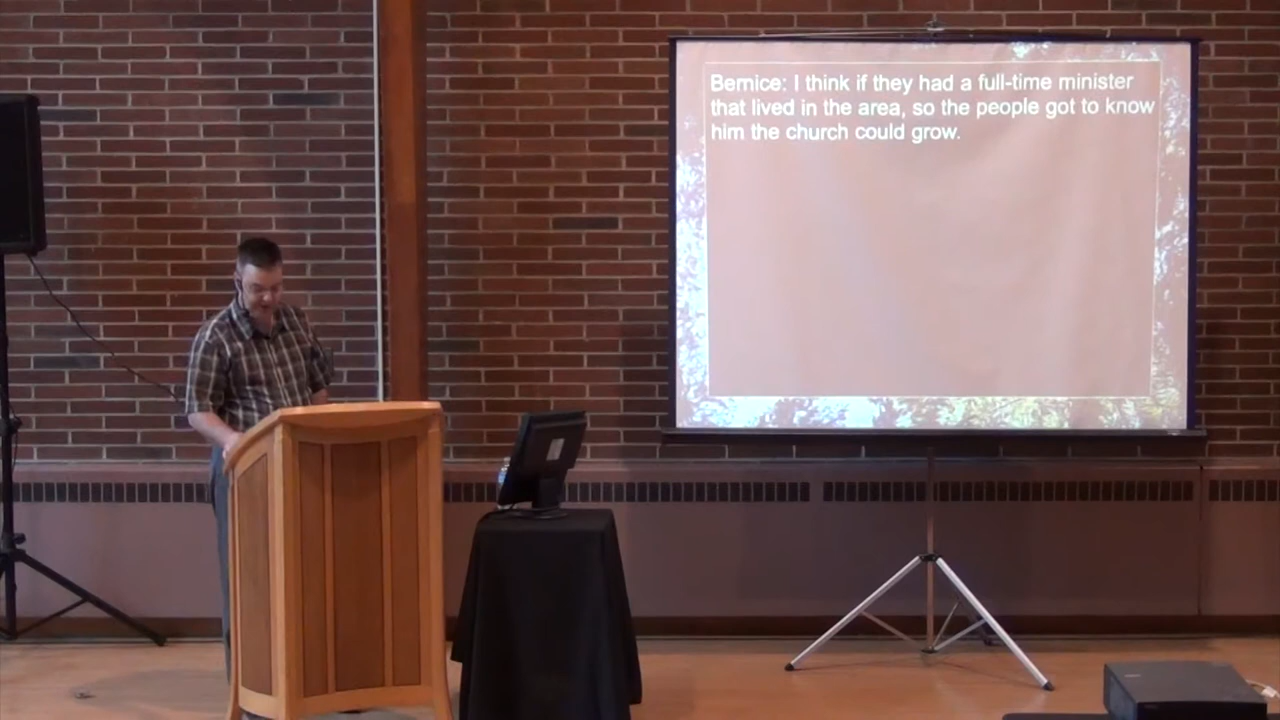 Bernice: I think if they had a full-time minister
that lived in the area, so the people got to know
him the church could grow.